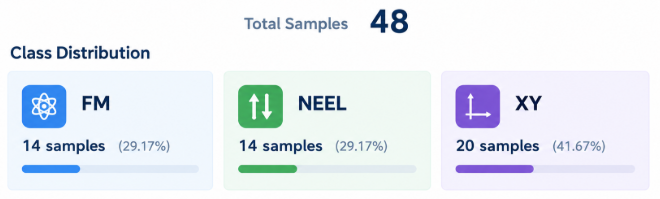 Total Samples 48
Class Distribution
FM
14 samples (29.17%)
NEEL
14 samples (29.17%)
XY
20 samples (41.67%)